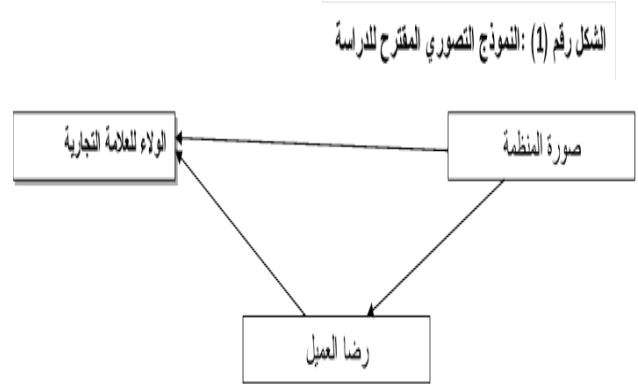 الشكل رقم (1) :النموذج التصوري المقترح للدراسة
صورة المنظمة
الولاء للعلامة التجارية
رضا العميل